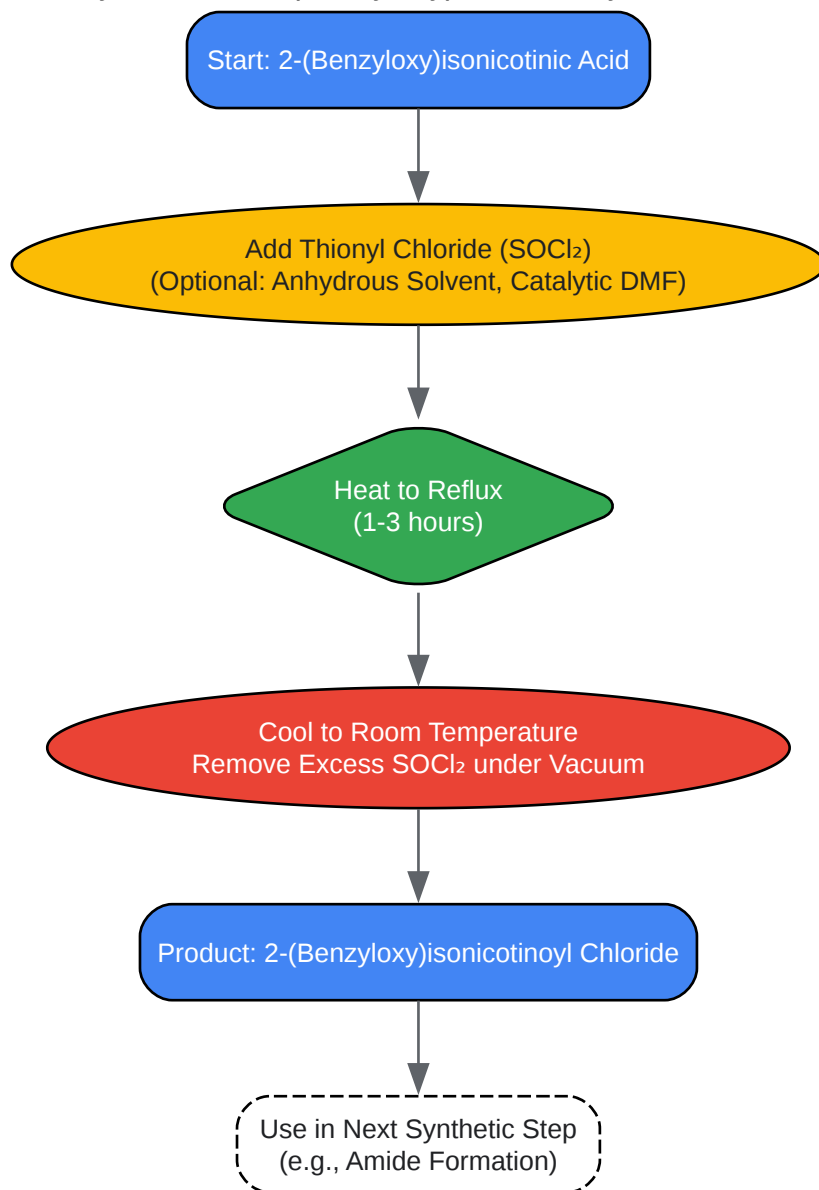 Start: 2-(Benzyloxy)isonicotinic Acid
Add Thionyl Chloride (SOCl₂)
(Optional: Anhydrous Solvent, Catalytic DMF)
Heat to Reflux
(1-3 hours)
Cool to Room Temperature
Remove Excess SOCl₂ under Vacuum
Product: 2-(Benzyloxy)isonicotinoyl Chloride
Use in Next Synthetic Step
(e.g., Amide Formation)